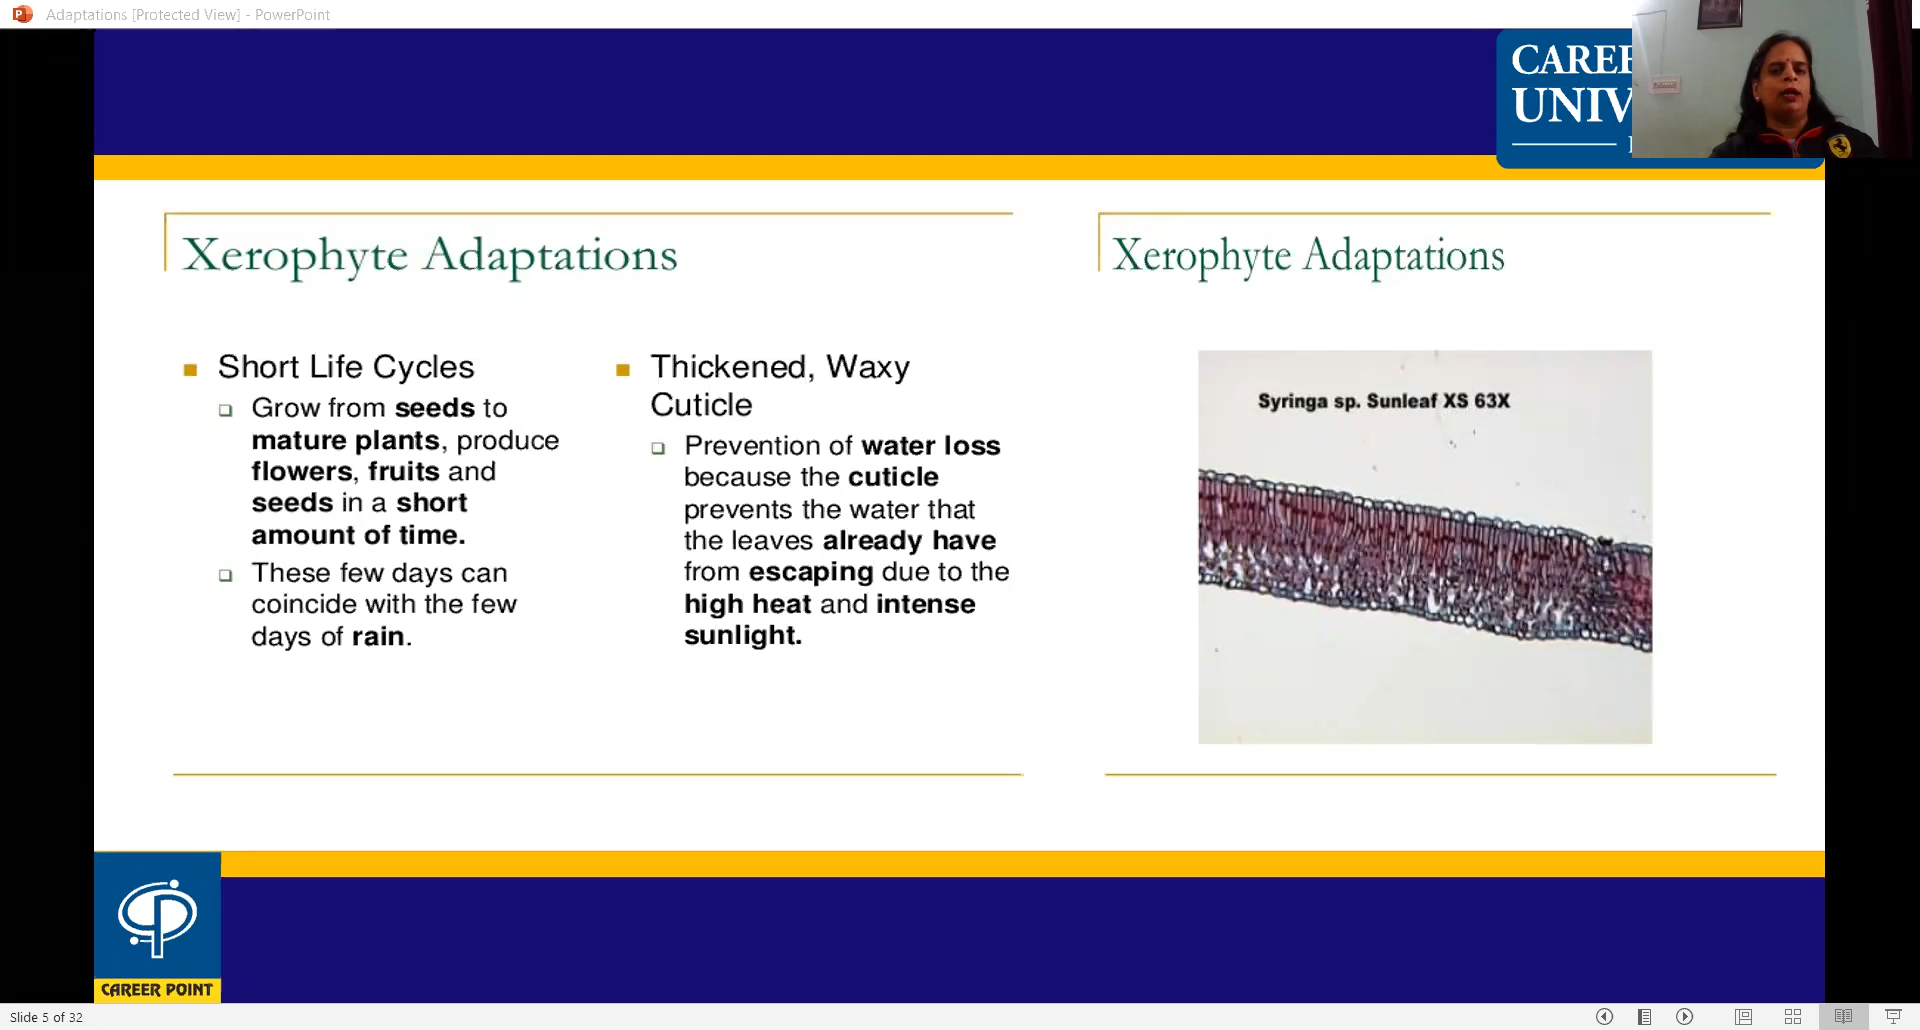 Adaptations [Protected View] - PowerPoint
Xerophyte Adaptations
Short Life Cycles
Grow from seeds to
mature plants, produce
flowers, fruits and
seeds in a short
amount of time.
These few days can
coincide with the few
days of rain.
Thickened, Waxy
Cuticle
Prevention of water loss
because the cuticle
prevents the water that
the leaves already have
from escaping due to the
high heat and intense
sunlight.
Xerophyte Adaptations
Syringa sp. Sunleaf XS 63X
CAREER POINT
Slide 5 of 32